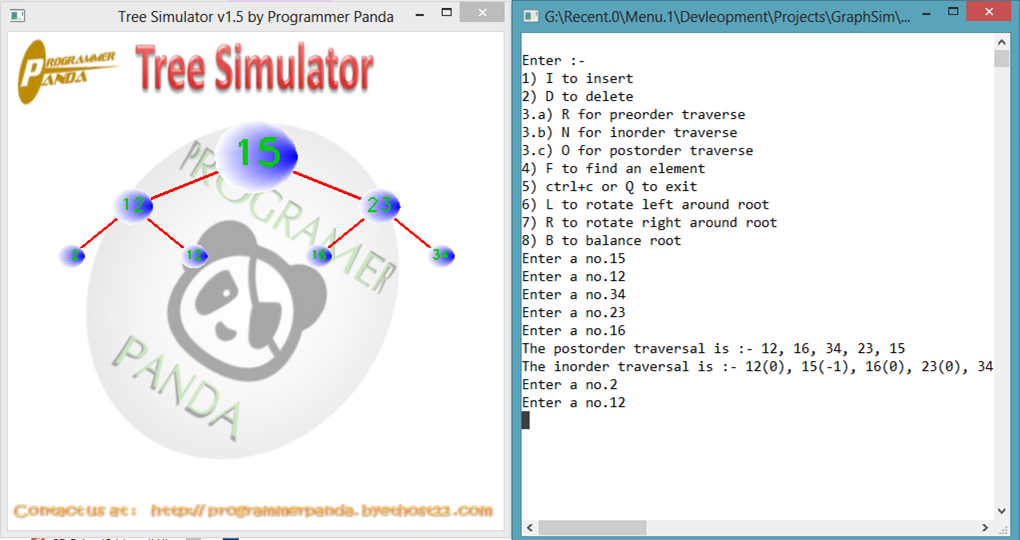 Tree Simulator v1.5 by Programmer Panda
PROGRAMMER
PANDA
Tree Simulator
15
12
23
2
12
16
34
PROGRAMMER
PANDA
Contact us at: http://programmerpanda.byethost22.com
G:\Recent.0\Menu.1\Devleopment\Projects\GraphSim\...
Enter :-
1) I to insert
2) D to delete
3.a) R for preorder traverse
3.b) N for inorder traverse
3.c) O for postorder traverse
4) F to find an element
5) ctrl+c or Q to exit
6) L to rotate left around root
7) R to rotate right around root
8) B to balance root
Enter a no.15
Enter a no.12
Enter a no.34
Enter a no.23
Enter a no.16
The postorder traversal is :- 12, 16, 34, 23, 15
The inorder traversal is :- 12(0), 15(-1), 16(0), 23(0), 34
Enter a no.2
Enter a no.12